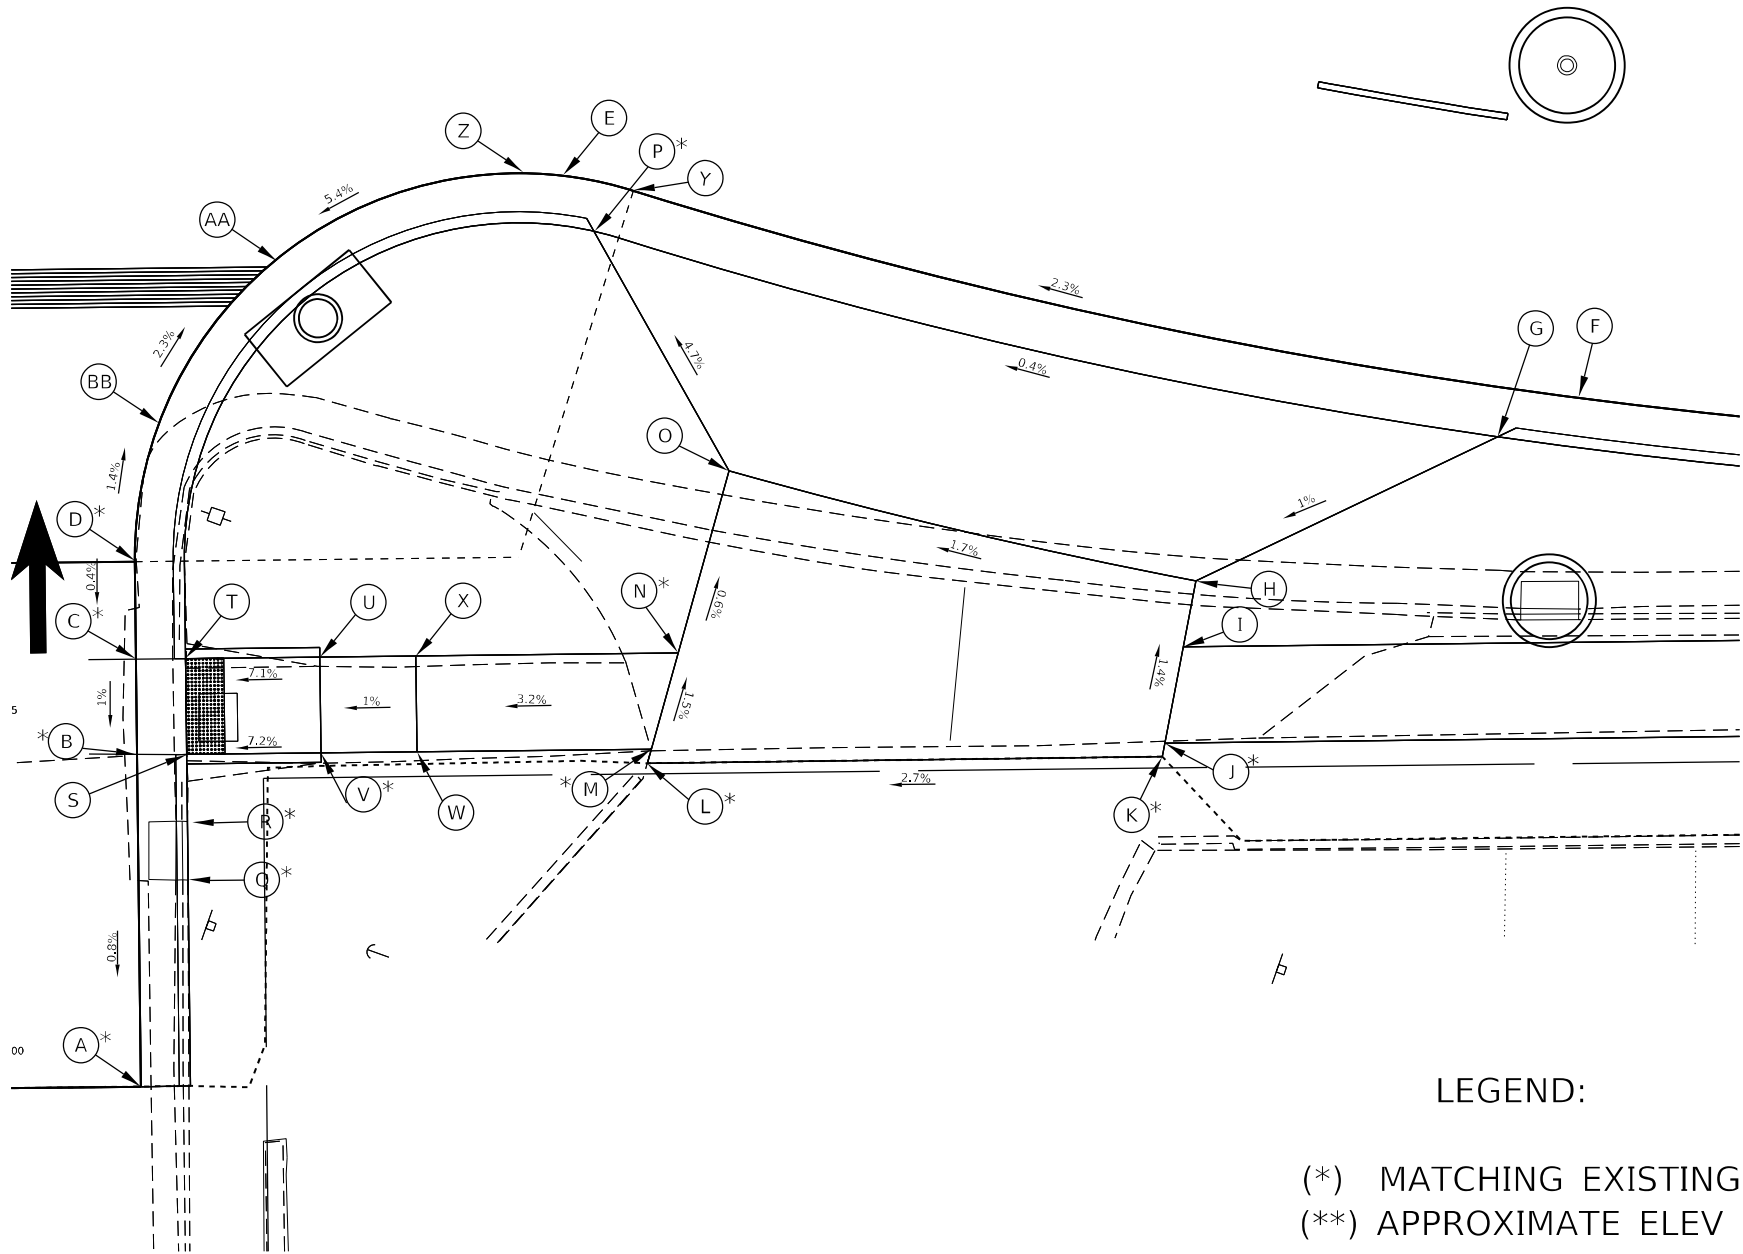 Z
E
P *
Y
AA
5.4%
2.3%
G
F
2.3%
BB
4.7%
0.4%
O
1.4%
D *
1%
1.7%
0.4%
C *
T
U
X
N *
0.6%
H
I
7.1%
1%
3.2%
1.5%
1.4%
1%
5
* B
7.2%
S
V *
W
* M
L *
2.7%
J *
K *
R *
Q *
0.8%
A *
00
LEGEND:
(*) MATCHING EXISTING
(**) APPROXIMATE ELEV